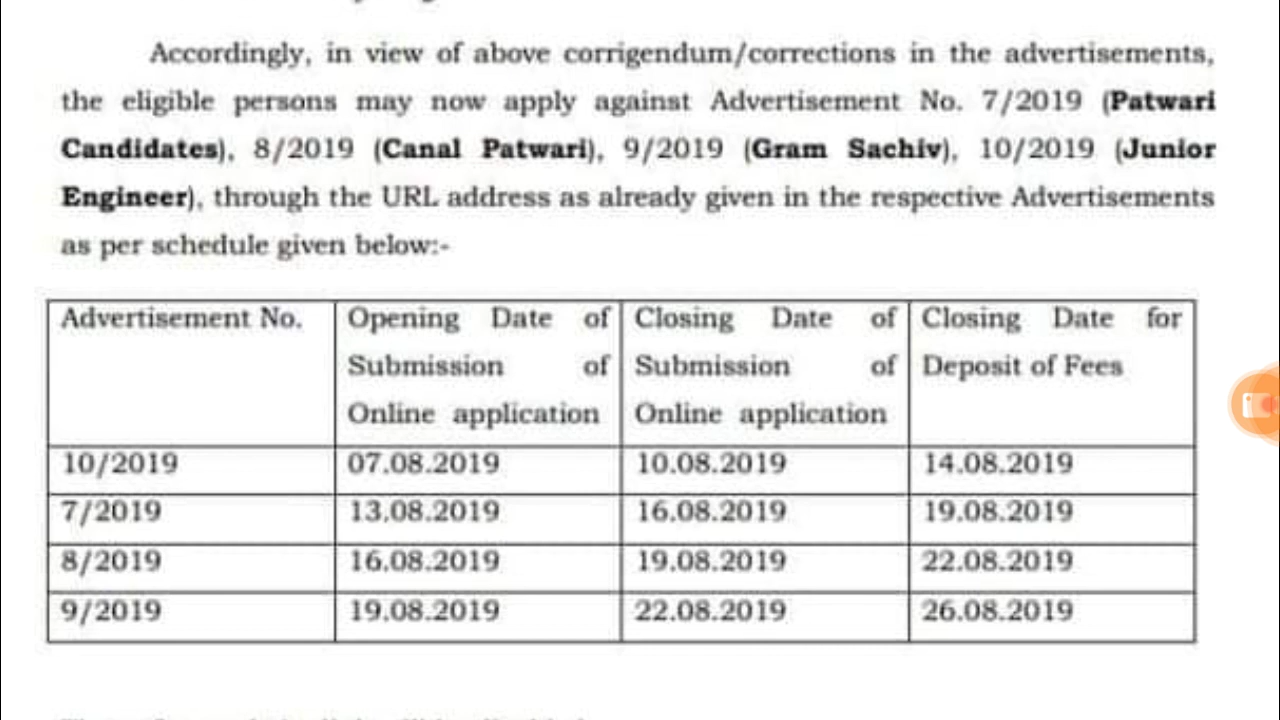 Accordingly, in view of above corrigendum/corrections in the advertisements,
the eligible persons may now apply against Advertisement No. 7/2019 (Patwari
Candidates), 8/2019 (Canal Patwari), 9/2019 (Gram Sachiv), 10/2019 (Junior
Engineer), through the URL address as already given in the respective Advertisements
as per schedule given below:-
Advertisement No. Opening Date of Submission of Online application Closing Date of Submission of Online application Closing Date for Deposit of Fees
10/2019 07.08.2019 10.08.2019 14.08.2019
7/2019 13.08.2019 16.08.2019 19.08.2019
8/2019 16.08.2019 19.08.2019 22.08.2019
9/2019 19.08.2019 22.08.2019 26.08.2019